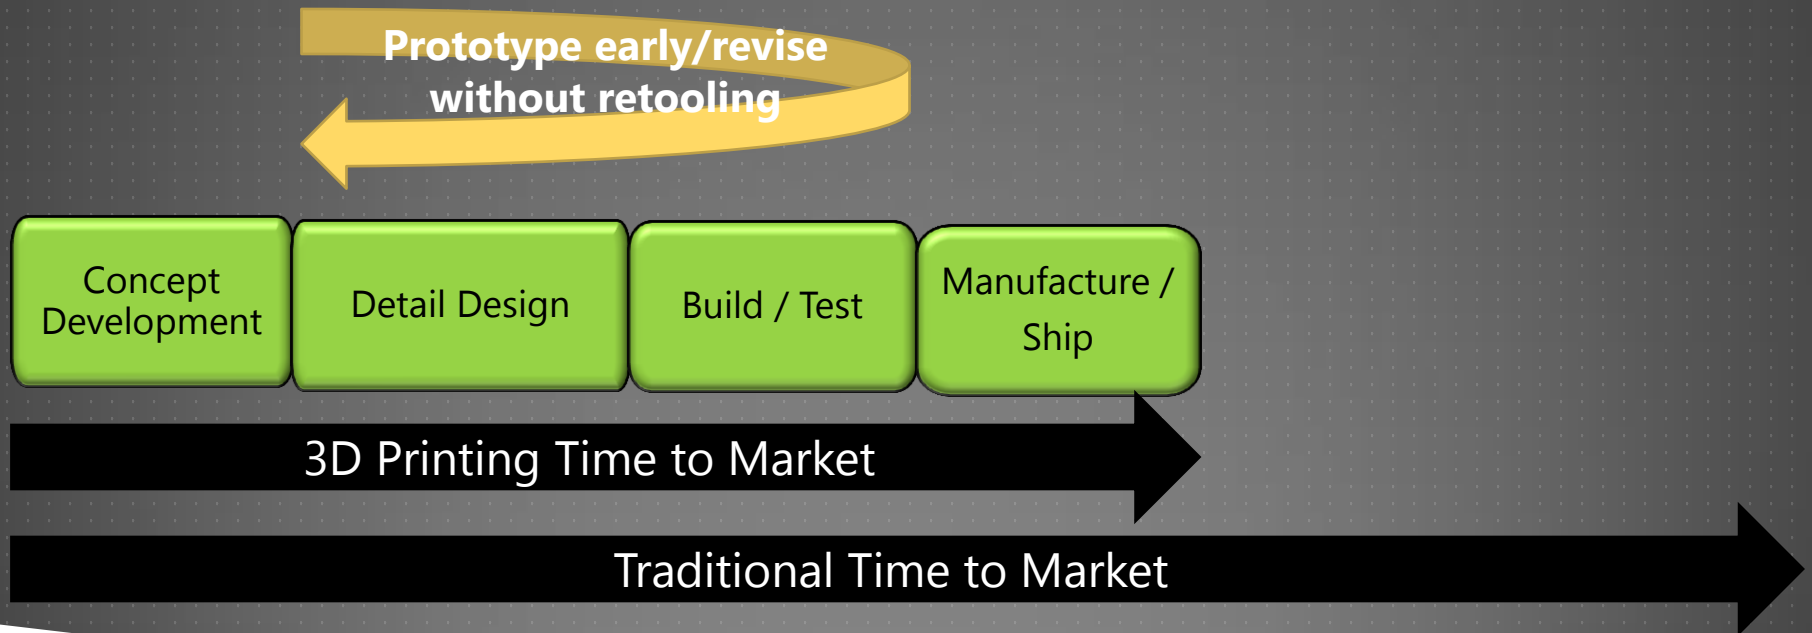 Prototype early/revise
without retooling
Concept
Development
Detail Design
Build / Test
Manufacture /
Ship
3D Printing Time to Market
Traditional Time to Market